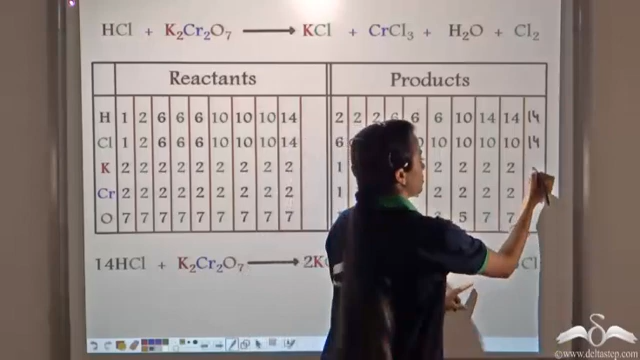 HCl + K₂Cr₂O₇ ⟶ KCl + CrCl₃ + H₂O + Cl₂
Reactants Products
H 1 2 6 6 6 10 10 10 14 2 2 2 6 6 6 10 14 14 14
Cl 1 2 6 6 6 10 10 10 14 6 10 10 10 10 10 14
K 2 2 2 2 2 2 2 2 2 1 2 2 2 2
Cr 2 2 2 2 2 2 2 2 2 1 2 2 2 2
O 7 7 7 7 7 7 7 7 7 5 7 7
14HCl + K₂Cr₂O₇ ⟶ 2K Cl
www.deltastep.com